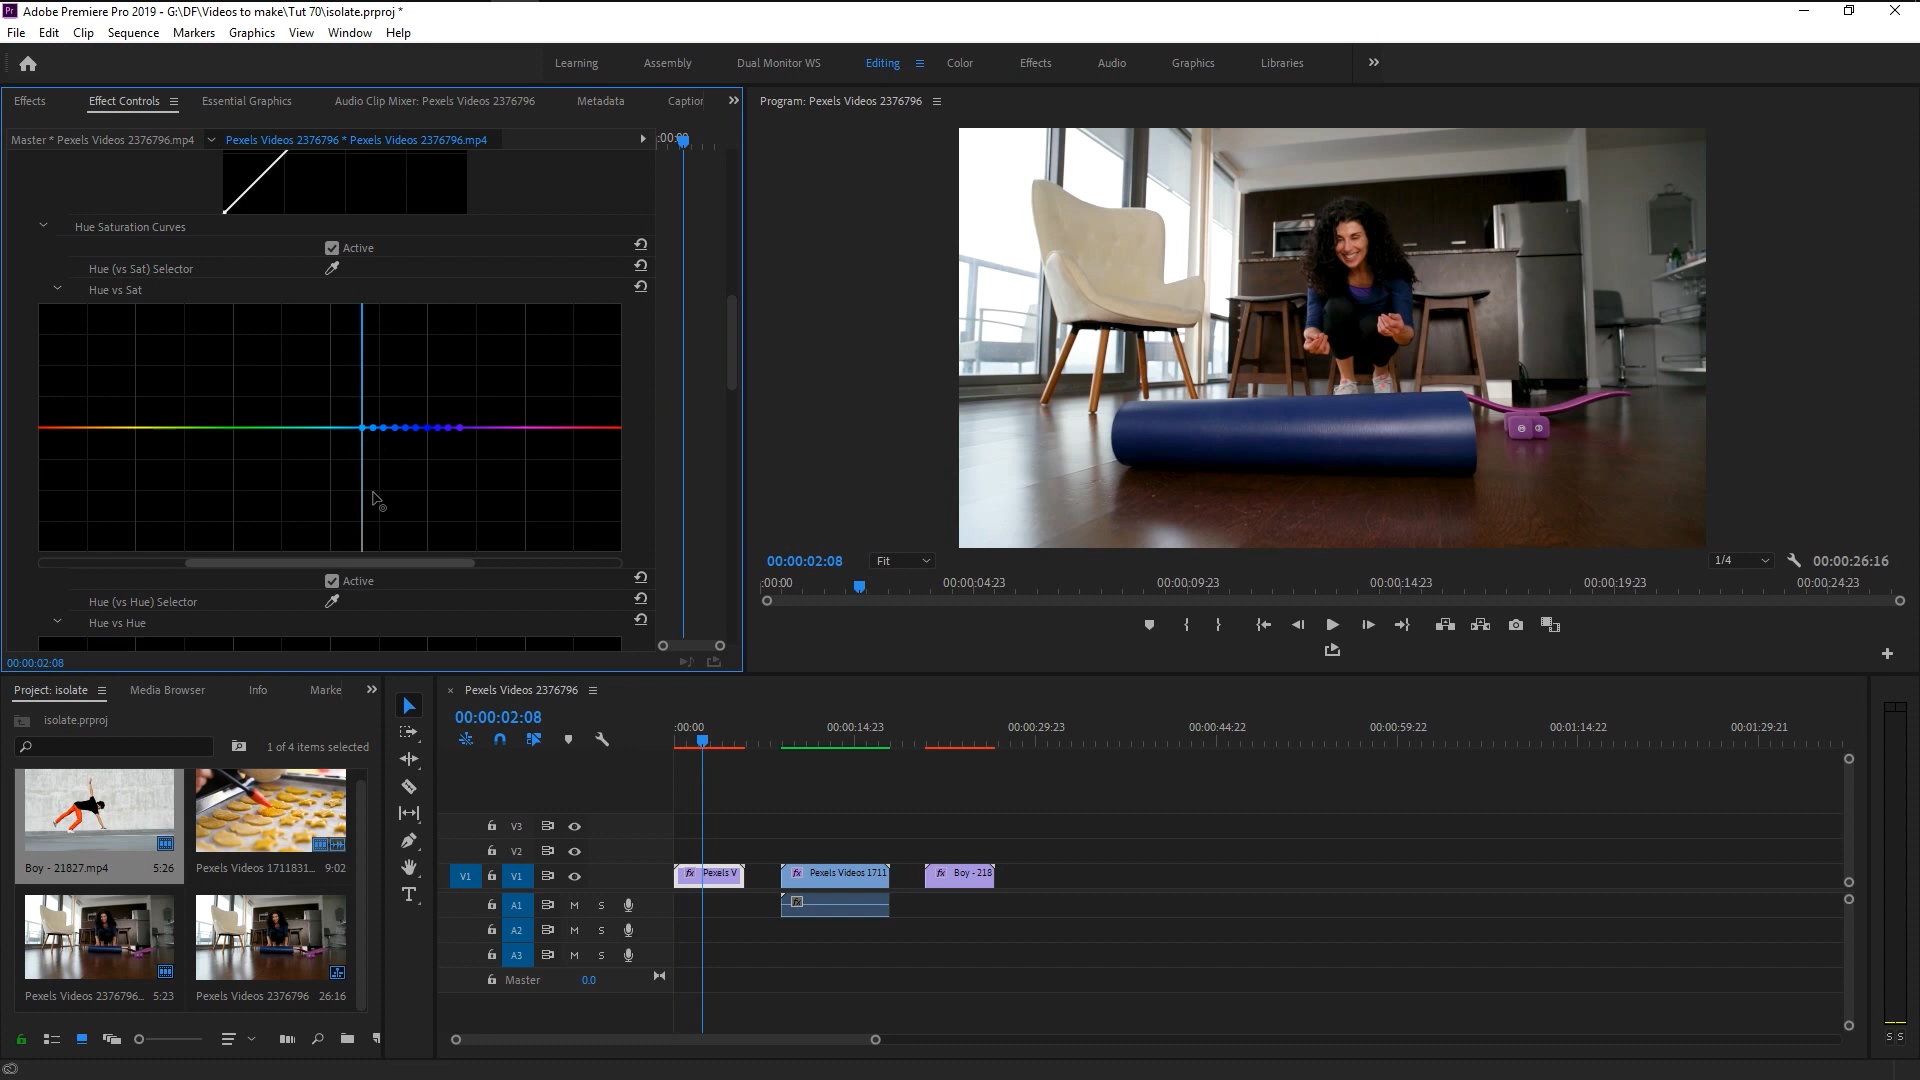 Pr Adobe Premiere Pro 2019 - G:\DF\Videos to make\Tut 70\isolate.prproj *
File Edit Clip Sequence Markers Graphics View Window Help
Learning Assembly Dual Monitor WS Editing Color Effects Audio Graphics Libraries
Effects Effect Controls Essential Graphics Audio Clip Mixer: Pexels Videos 2376796 Metadata Caption
Program: Pexels Videos 2376796
Master * Pexels Videos 2376796.mp4 Pexels Videos 2376796 * Pexels Videos 2376796.mp4
Hue Saturation Curves
Active
Hue (vs Sat) Selector
Hue vs Sat
Active
Hue (vs Hue) Selector
Hue vs Hue
00:00:02:08
00:00:02:08 Fit 1/4 00:00:26:16
:00:00 00:00:04:23 00:00:09:23 00:00:14:23 00:00:19:23 00:00:24:23
Project: isolate Media Browser Info Marke
isolate.prproj
1 of 4 items selected
Boy - 21827.mp4 5:26
Pexels Videos 1711831... 9:02
Pexels Videos 2376796... 5:23
Pexels Videos 2376796 26:16
× Pexels Videos 2376796
00:00:02:08
:00:00 00:00:14:23 00:00:29:23 00:00:44:22 00:00:59:22 00:01:14:22 00:01:29:21
V3
V2
V1 V1 fx Pexels V fx Pexels Videos 1711 fx Boy - 218
A1 M S fx
A2 M S
A3 M S
Master 0.0
S S